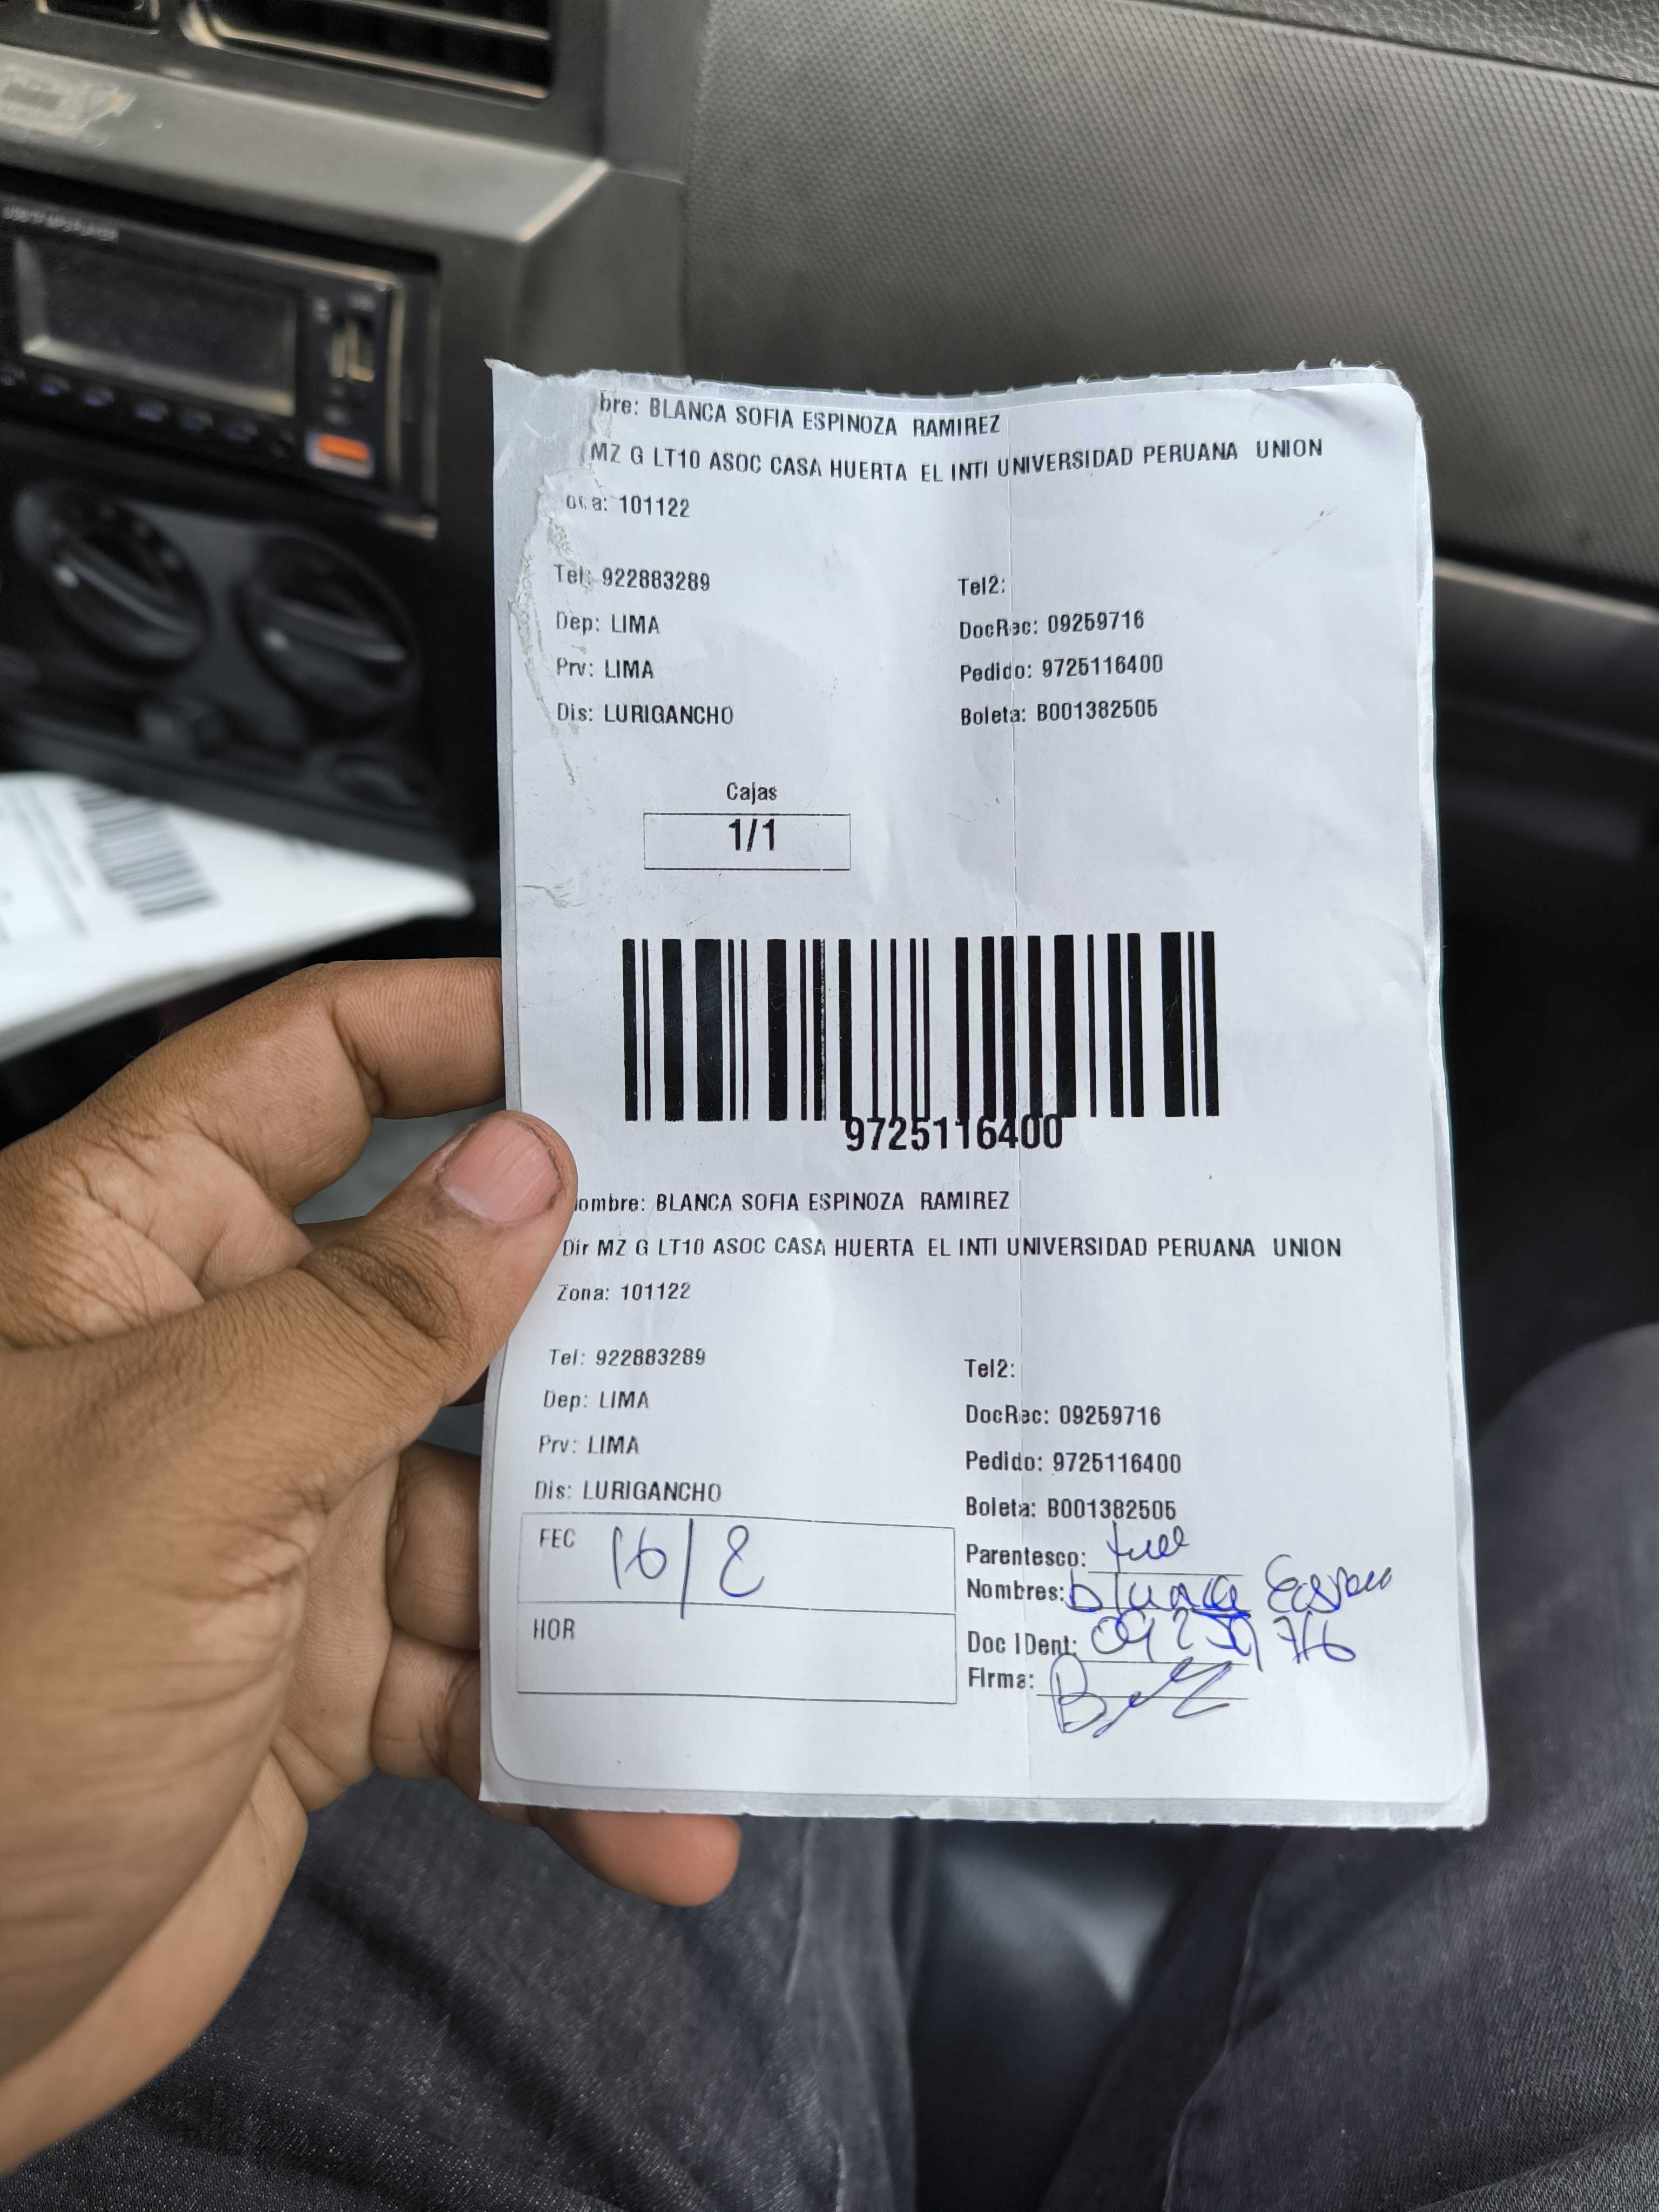 bre: BLANCA SOFIA ESPINOZA RAMIREZ
MZ G LT10 ASOC CASA HUERTA EL INTI UNIVERSIDAD PERUANA UNION
ona: 101122
Tel: 922883289
Tel2:
Dep: LIMA
DocRec: 09259716
Prv: LIMA
Pedido: 9725116400
Dis: LURIGANCHO
Boleta: B001382505
Cajas
1/1
9725116400
ombre: BLANCA SOFIA ESPINOZA RAMIREZ
Dir MZ G LT10 ASOC CASA HUERTA EL INTI UNIVERSIDAD PERUANA UNION
Zona: 101122
Tel: 922883289
Tel2:
Dep: LIMA
DocRec: 09259716
Prv: LIMA
Pedido: 9725116400
Dis: LURIGANCHO
Boleta: B001382505
FEC 16/2
Parentesco:
Nombres: blanca
HOR
Doc IDent: 09259716
Firma: